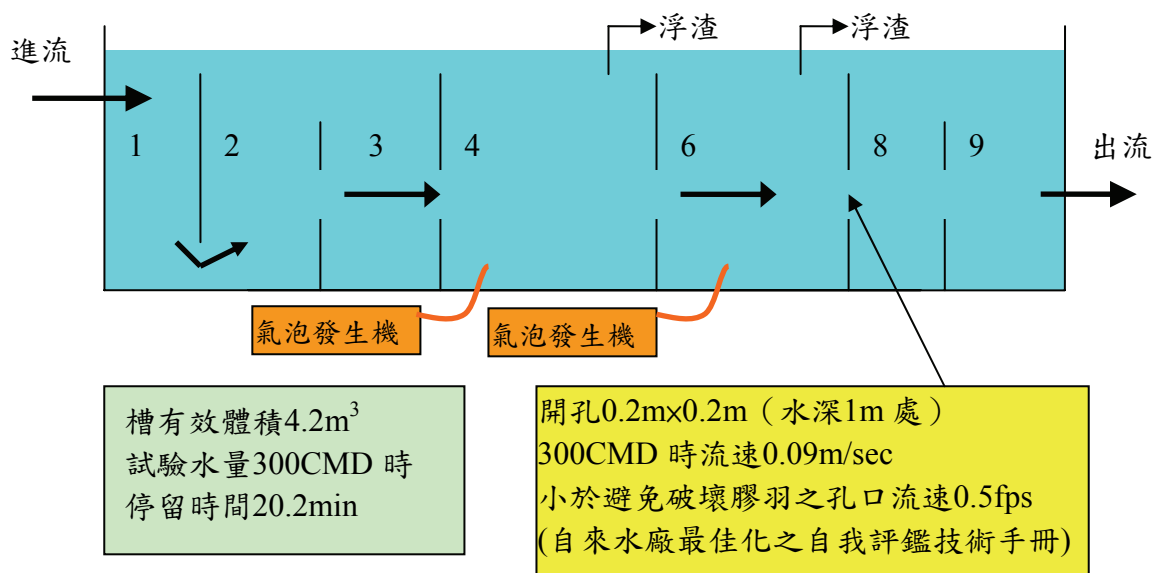 浮渣
浮渣
進流
1
2
3
4
6
8
9
出流
氣泡發生機
氣泡發生機
槽有效體積4.2m³
試驗水量300CMD 時
停留時間20.2min
開孔0.2m×0.2m（水深1m 處）
300CMD 時流速0.09m/sec
小於避免破壞膠羽之孔口流速0.5fps
(自來水廠最佳化之自我評鑑技術手冊)